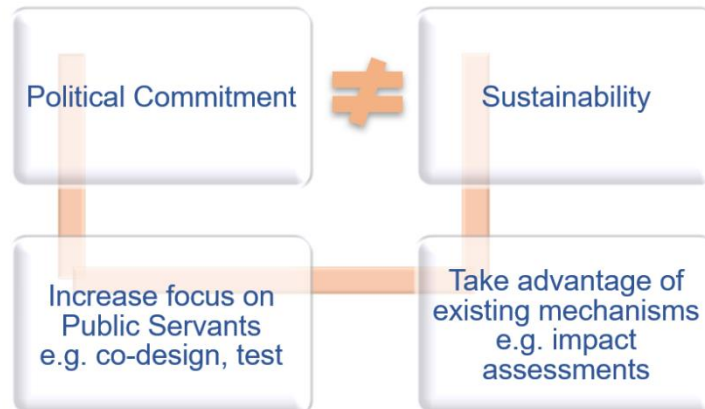 Political Commitment
≠
Sustainability
Increase focus on
Public Servants
e.g. co-design, test
Take advantage of
existing mechanisms
e.g. impact
assessments